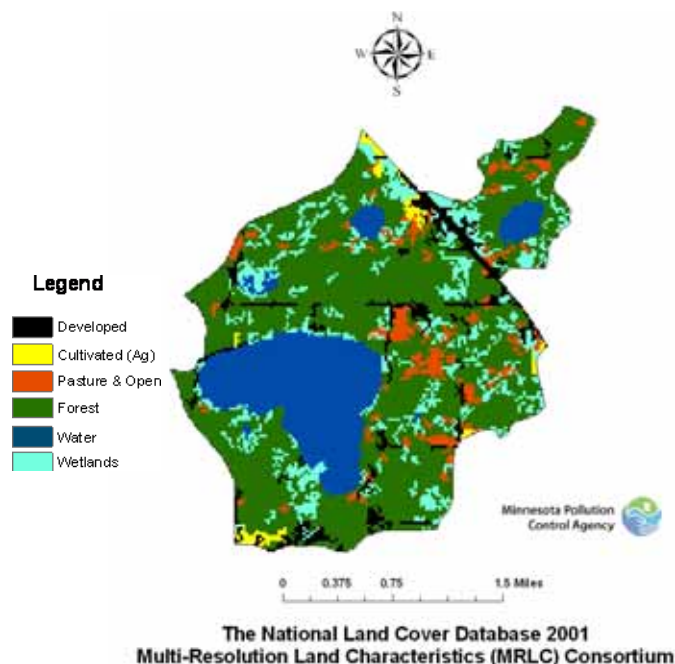 N
W E
S
Legend
Developed
Cultivated (Ag)
Pasture & Open
Forest
Water
Wetlands
Minnesota Pollution
Control Agency
0 0.375 0.75 1.5 Miles
The National Land Cover Database 2001
Multi-Resolution Land Characteristics (MRLC) Consortium